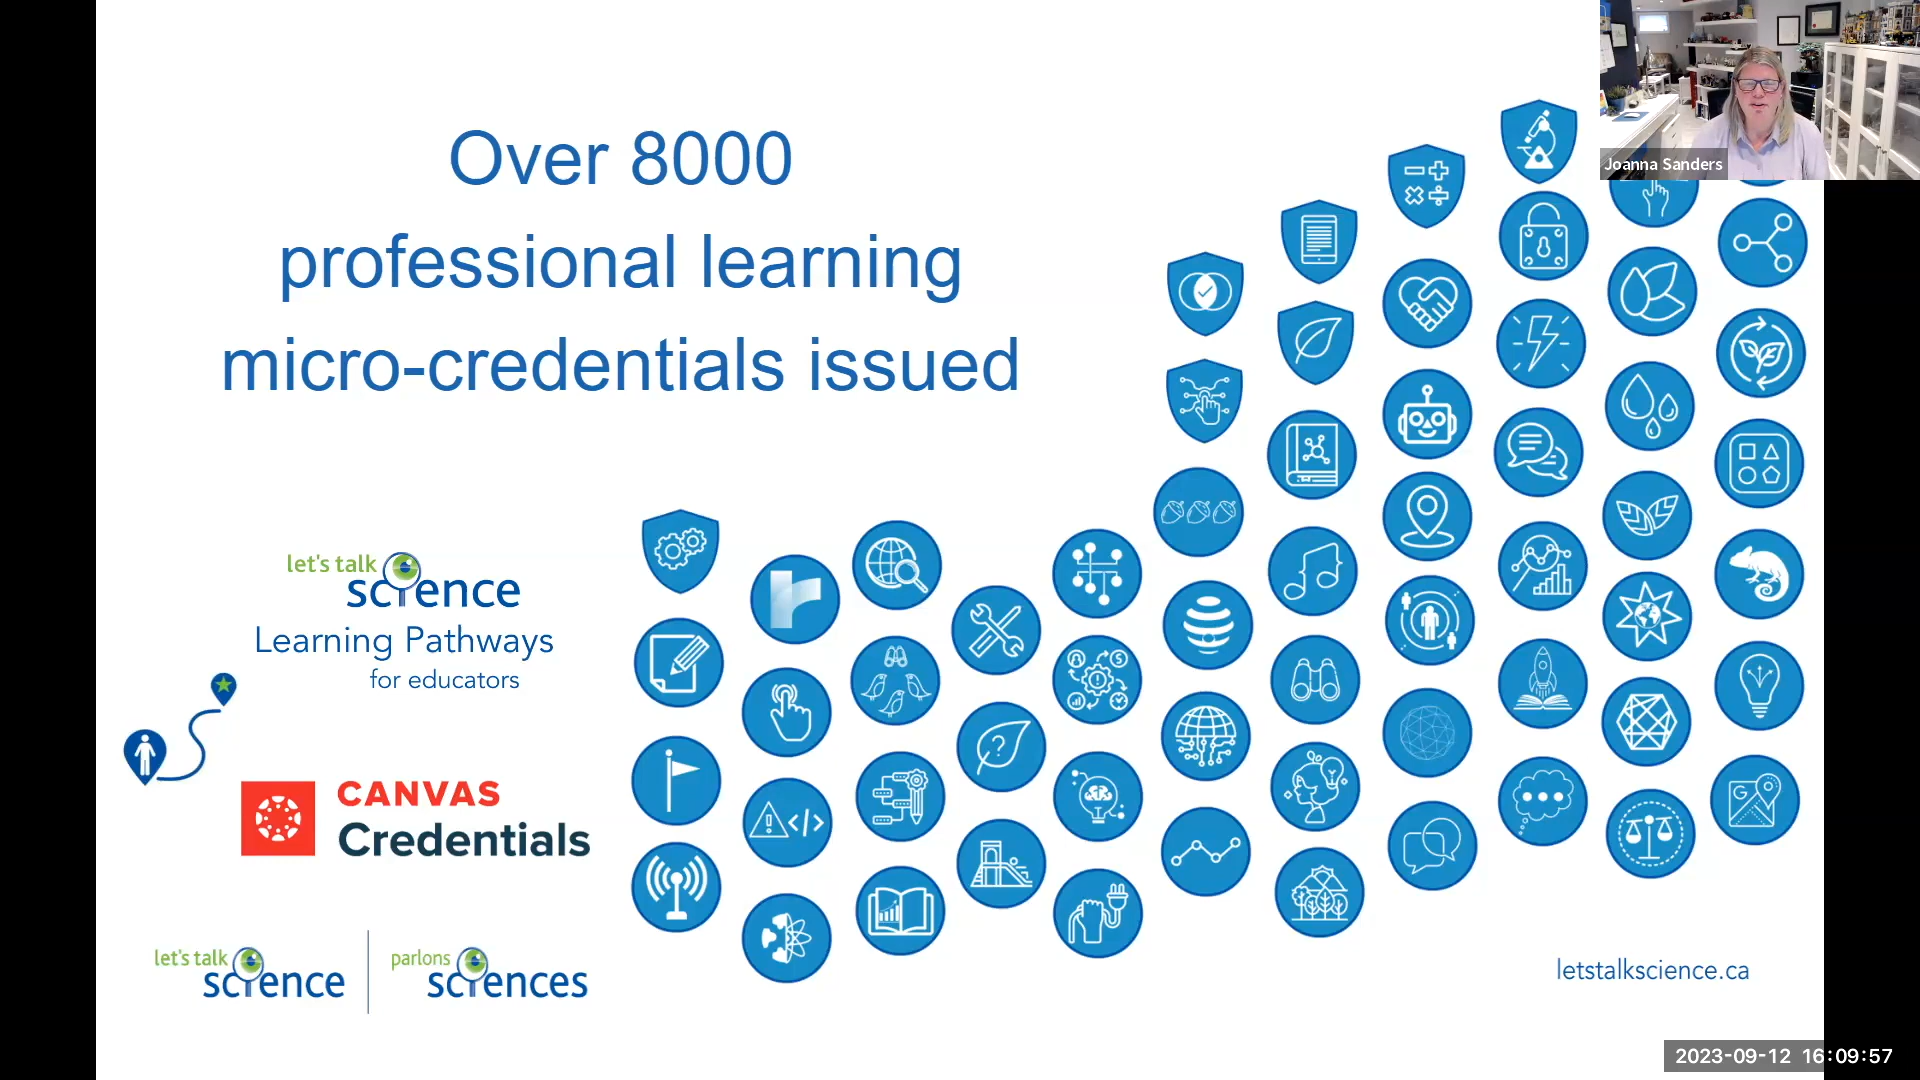 Over 8000
professional learning
micro-credentials issued
Joanna Sanders
let's talk
science
Learning Pathways
for educators
CANVAS
Credentials
let's talk
science
parlons
sciences
letstalkscience.ca
2023-09-12 16:09:57